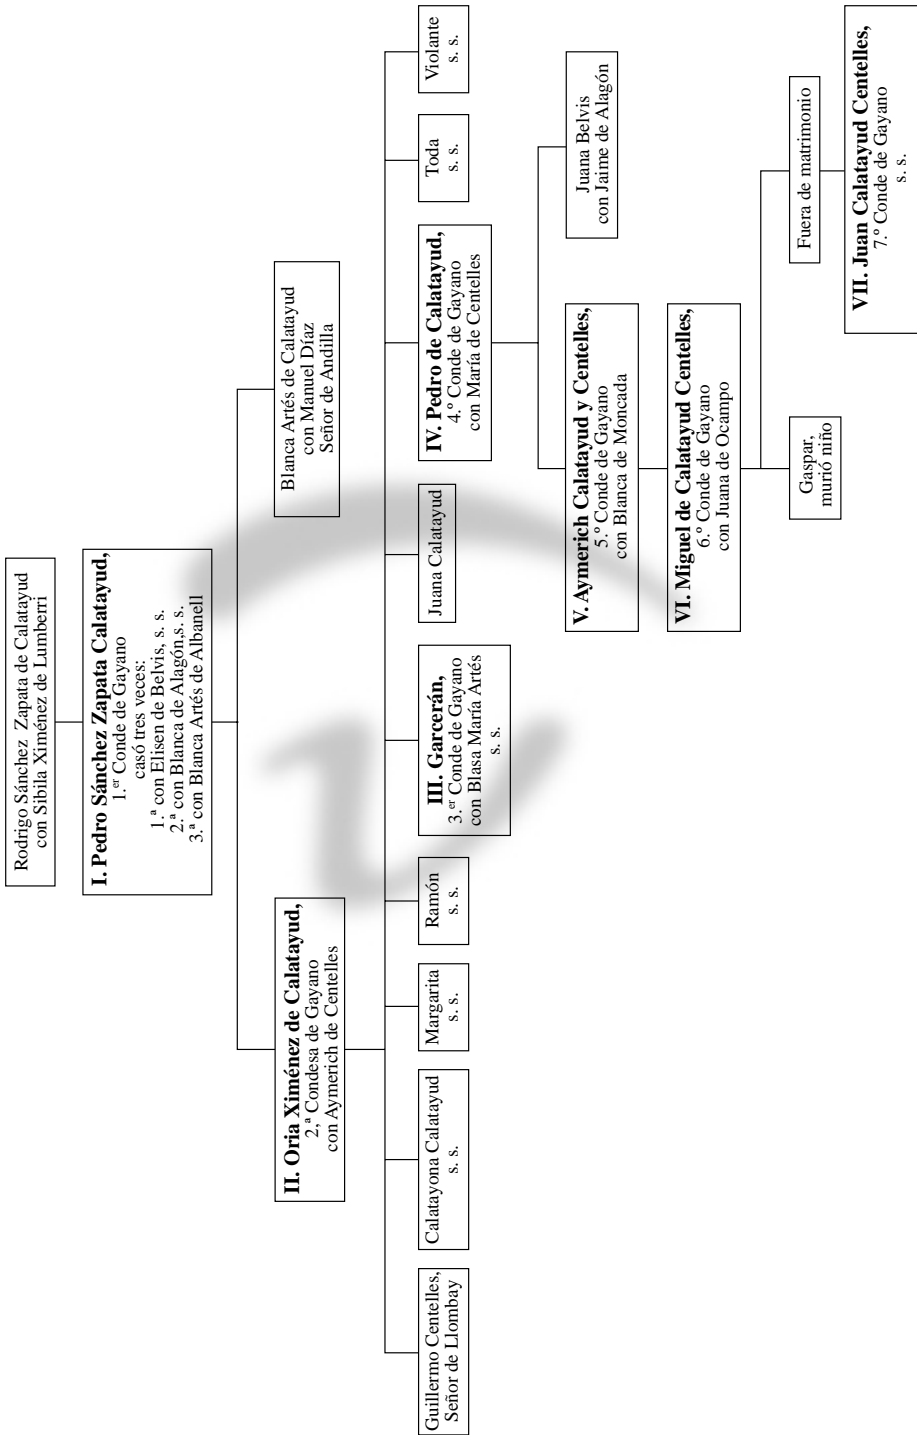 Rodrigo Sánchez Zapata de Calatayud
con Sibila Ximénez de Lumberri
I. Pedro Sánchez Zapata Calatayud,
1.er Conde de Gayano
casó tres veces:
1.ª con Elisen de Belvis, s. s.
2.ª con Blanca de Alagón,s. s.
3.ª con Blanca Artés de Albanell
II. Oria Ximénez de Calatayud,
2,ª Condesa de Gayano
con Aymerich de Centelles
Blanca Artés de Calatayud
con Manuel Díaz
Señor de Andilla
Guillermo Centelles,
Señor de Llombay
Calatayona Calatayud
s. s.
Margarita
s. s.
Ramón
s. s.
III. Garcerán,
3.er Conde de Gayano
con Blasa María Artés
s. s.
Juana Calatayud
IV. Pedro de Calatayud,
4.º Conde de Gayano
con María de Centelles
Toda
s. s.
Violante
s. s.
V. Aymerich Calatayud y Centelles,
5.º Conde de Gayano
con Blanca de Moncada
Juana Belvis
con Jaime de Alagón
VI. Miguel de Calatayud Centelles,
6.º Conde de Gayano
con Juana de Ocampo
Gaspar,
murió niño
Fuera de matrimonio
VII. Juan Calatayud Centelles,
7.º Conde de Gayano
s. s.